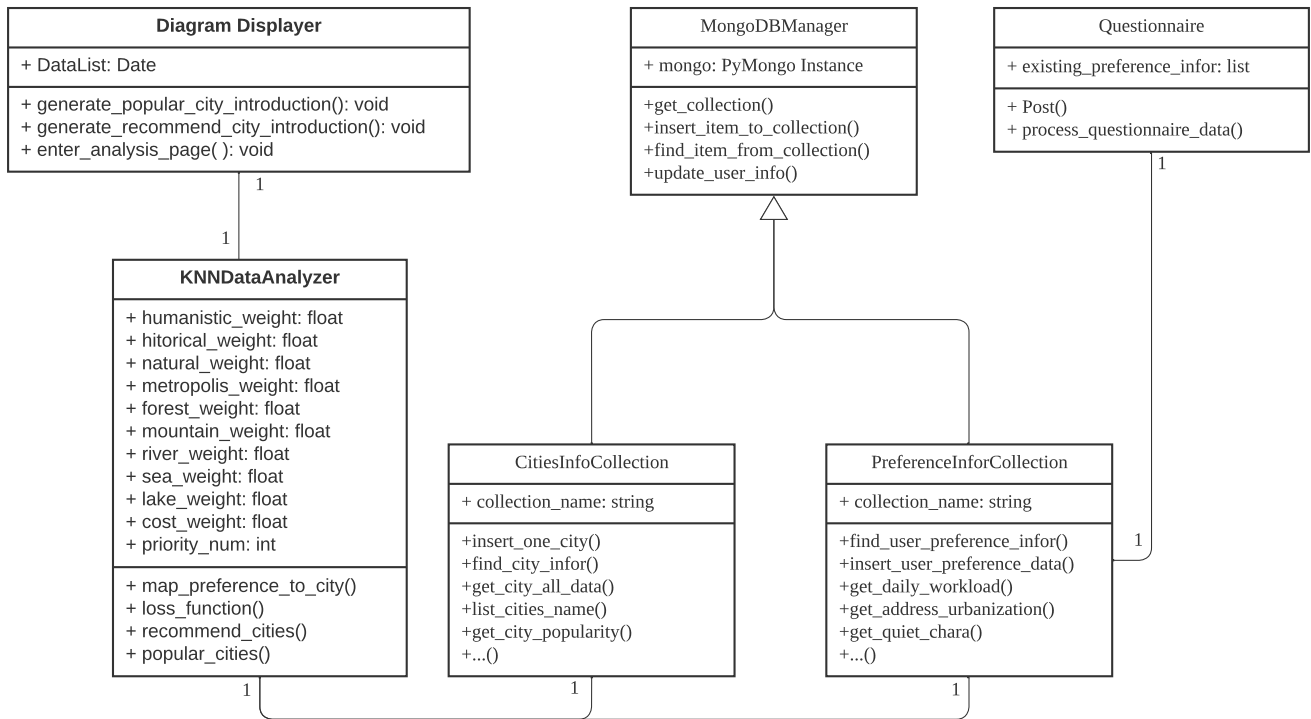 Diagram Displayer
+ DataList: Date
+ generate_popular_city_introduction(): void
+ generate_recommend_city_introduction(): void
+ enter_analysis_page( ): void
1
1
MongoDBManager
+ mongo: PyMongo Instance
+get_collection()
+insert_item_to_collection()
+find_item_from_collection()
+update_user_info()
Questionnaire
+ existing_preference_infor: list
+ Post()
+ process_questionnaire_data()
1
KNNDataAnalyzer
+ humanistic_weight: float
+ hitorical_weight: float
+ natural_weight: float
+ metropolis_weight: float
+ forest_weight: float
+ mountain_weight: float
+ river_weight: float
+ sea_weight: float
+ lake_weight: float
+ cost_weight: float
+ priority_num: int
+ map_preference_to_city()
+ loss_function()
+ recommend_cities()
+ popular_cities()
1
CitiesInfoCollection
+ collection_name: string
+insert_one_city()
+find_city_infor()
+get_city_all_data()
+list_cities_name()
+get_city_popularity()
+...()
1
PreferenceInforCollection
+ collection_name: string
+find_user_preference_infor()
+insert_user_preference_data()
+get_daily_workload()
+get_address_urbanization()
+get_quiet_chara()
+...()
1
1